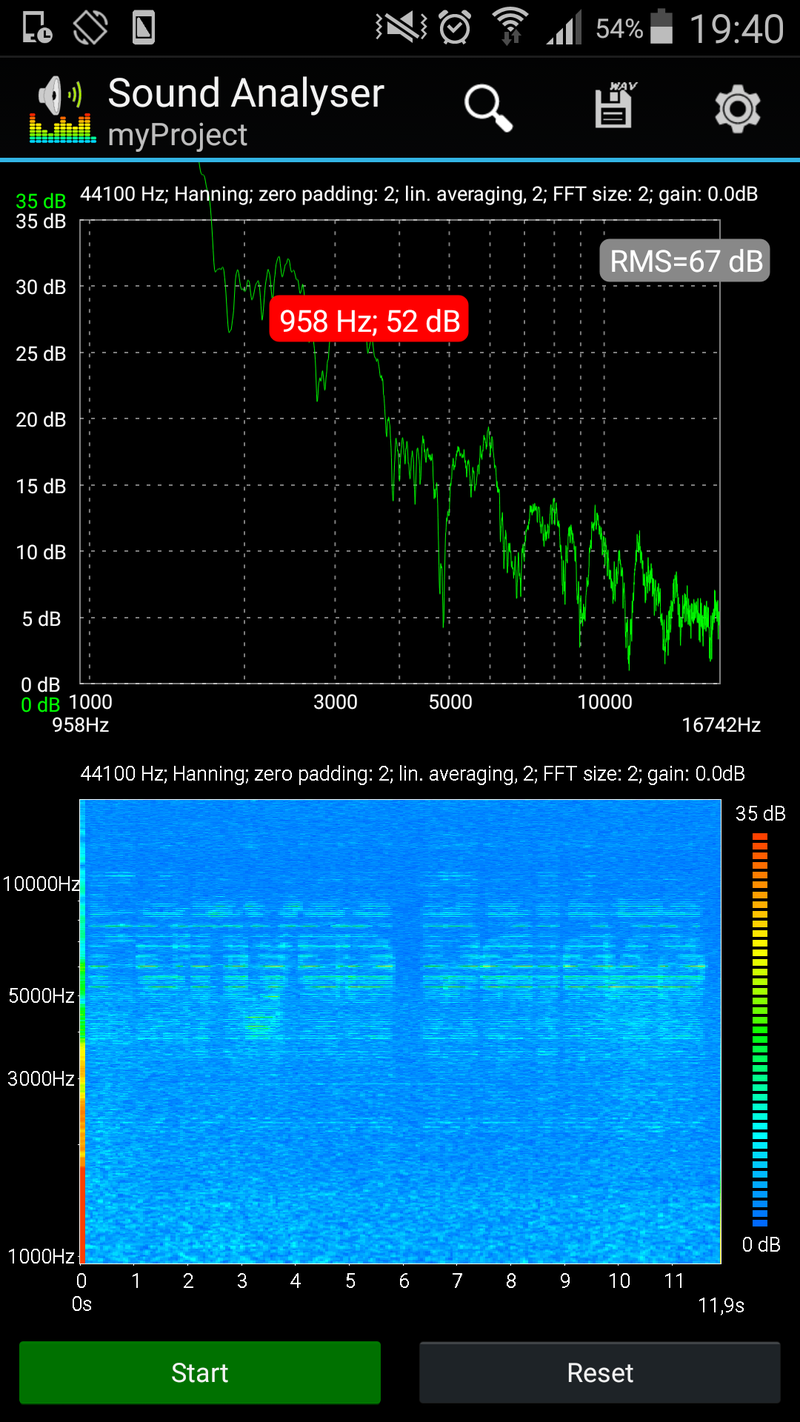 54% 19:40
Sound Analyser
WAV
myProject
44100 Hz; Hanning; zero padding: 2; lin. averaging, 2; FFT size: 2; gain: 0.0dB
35 dB
35 dB
RMS=67 dB
30 dB
958 Hz; 52 dB
25 dB
20 dB
15 dB
10 dB
5 dB
0 dB
0 dB 1000 3000 5000 10000
958Hz 16742Hz
44100 Hz; Hanning; zero padding: 2; lin. averaging, 2; FFT size: 2; gain: 0.0dB
35 dB
10000Hz
5000Hz
3000Hz
0 dB
1000Hz
0 1 2 3 4 5 6 7 8 9 10 11
0s 11,9s
Start Reset